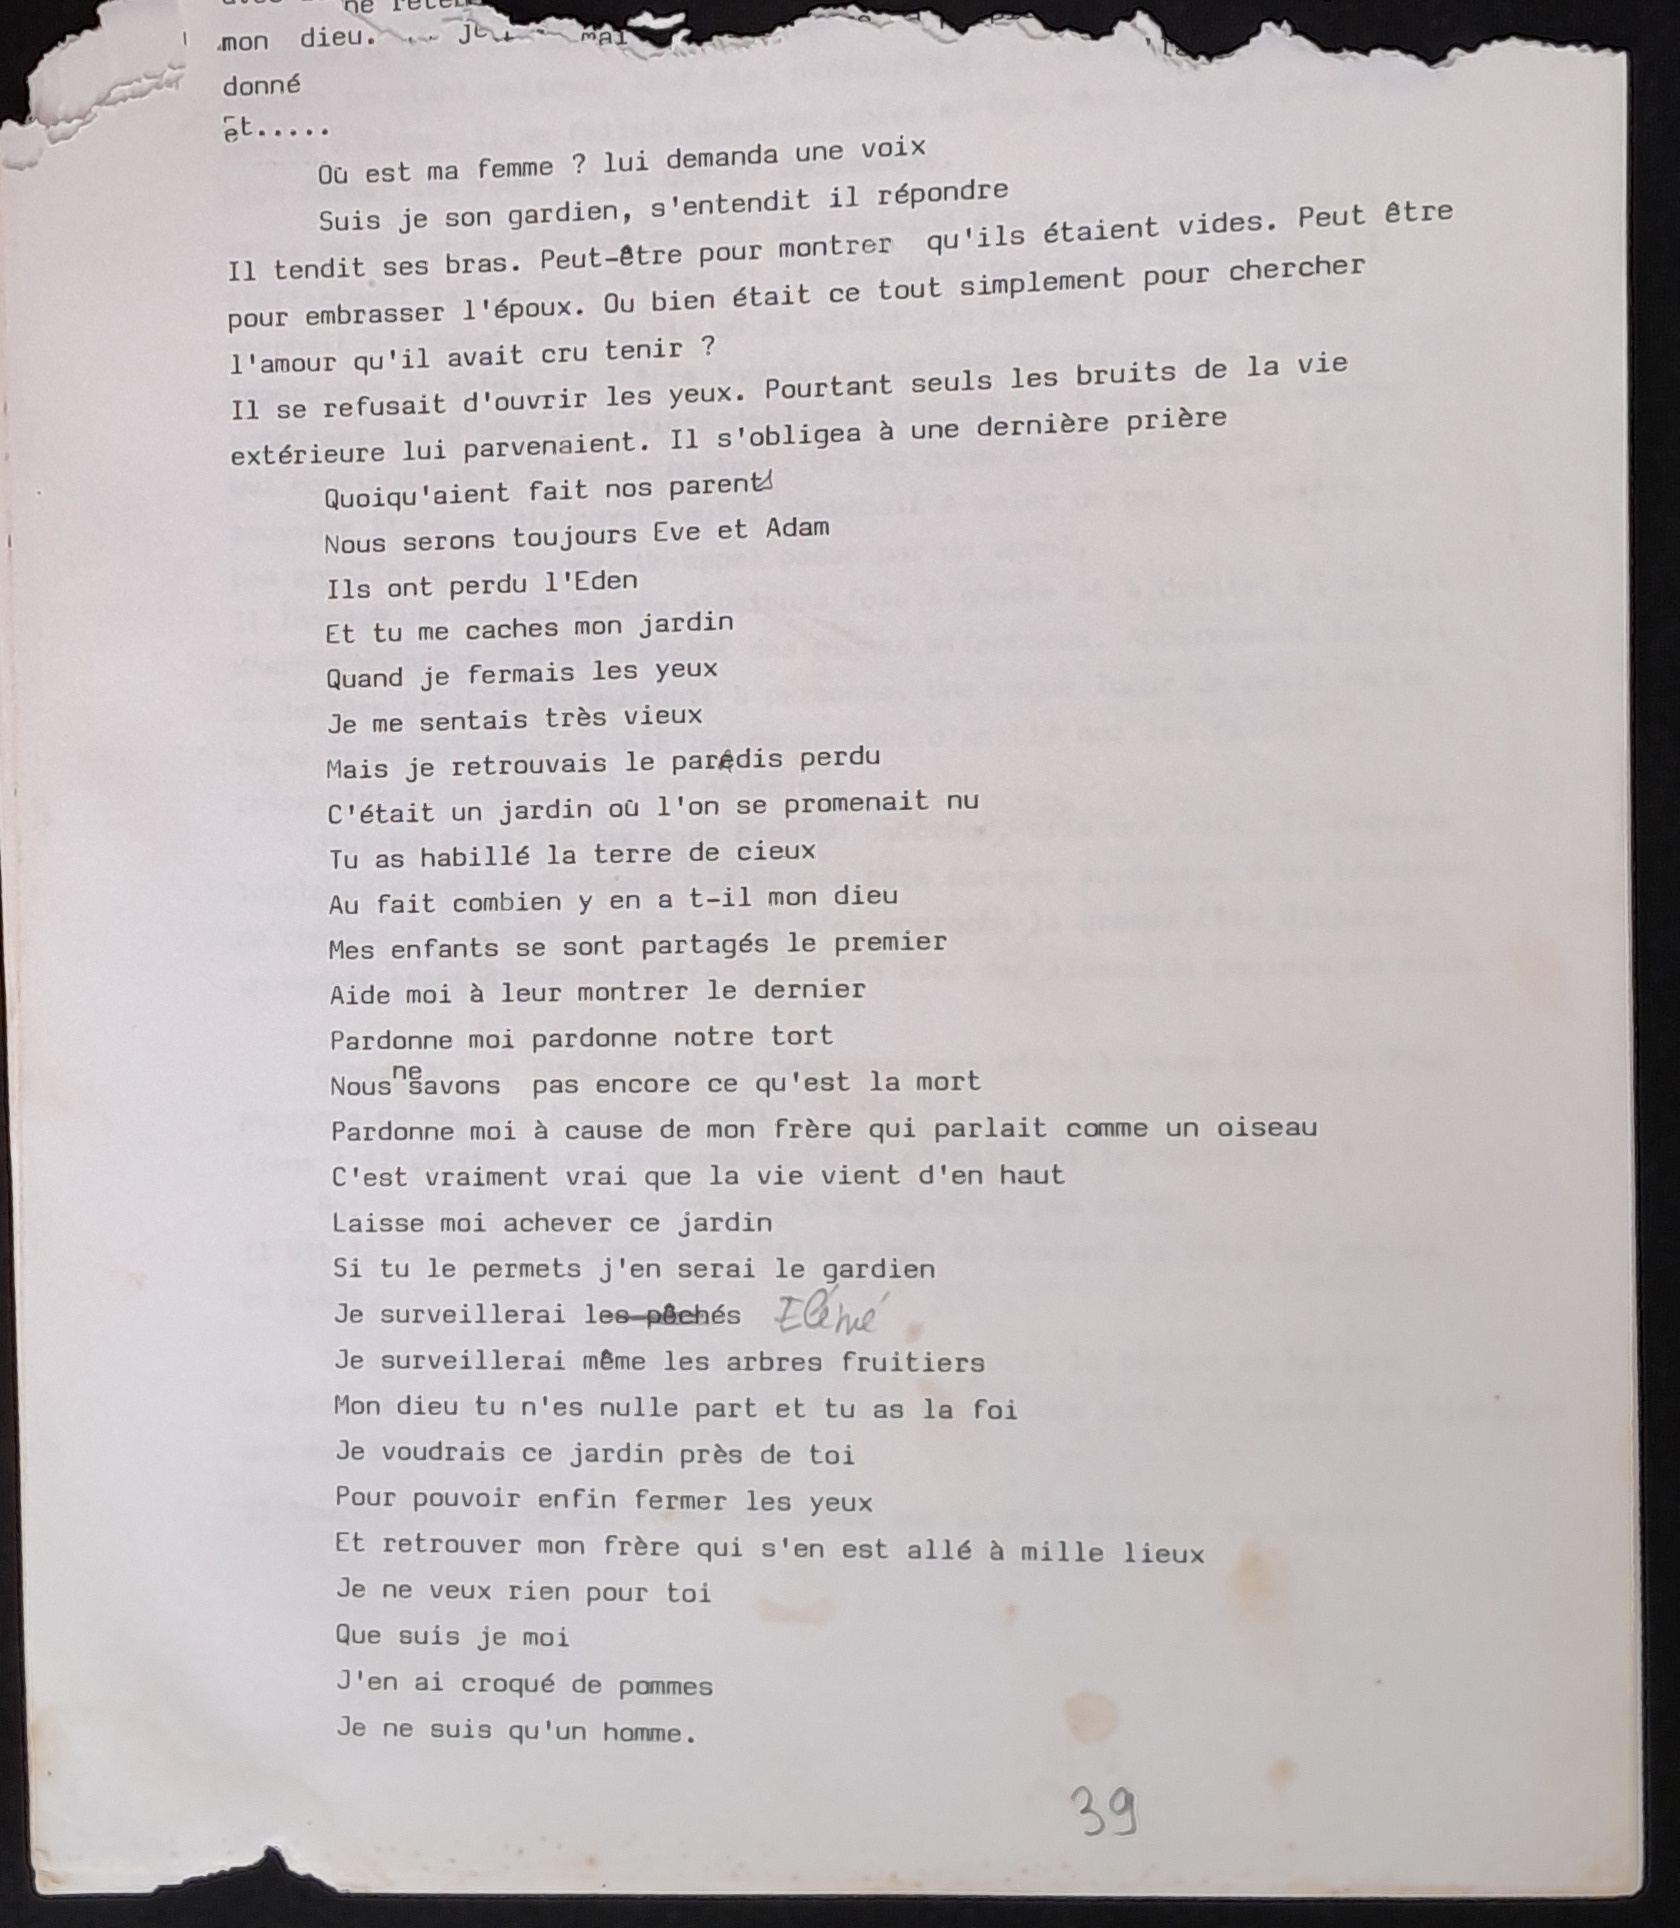 mon dieu.
donné
et.....
Où est ma femme ? lui demanda une voix
Suis je son gardien, s'entendit il répondre
Il tendit ses bras. Peut-être pour montrer qu'ils étaient vides. Peut être
pour embrasser l'époux. Ou bien était ce tout simplement pour chercher
l'amour qu'il avait cru tenir ?
Il se refusait d'ouvrir les yeux. Pourtant seuls les bruits de la vie
extérieure lui parvenaient. Il s'obligea à une dernière prière
Quoiqu'aient fait nos parents
Nous serons toujours Eve et Adam
Ils ont perdu l'Eden
Et tu me caches mon jardin
Quand je fermais les yeux
Je me sentais très vieux
Mais je retrouvais le paradis perdu
C'était un jardin où l'on se promenait nu
Tu as habillé la terre de cieux
Au fait combien y en a t-il mon dieu
Mes enfants se sont partagés le premier
Aide moi à leur montrer le dernier
Pardonne moi pardonne notre tort
Nous ne savons pas encore ce qu'est la mort
Pardonne moi à cause de mon frère qui parlait comme un oiseau
C'est vraiment vrai que la vie vient d'en haut
Laisse moi achever ce jardin
Si tu le permets j'en serai le gardien
Je surveillerai les pêchés
Je surveillerai même les arbres fruitiers
Mon dieu tu n'es nulle part et tu as la foi
Je voudrais ce jardin près de toi
Pour pouvoir enfin fermer les yeux
Et retrouver mon frère qui s'en est allé à mille lieux
Je ne veux rien pour toi
Que suis je moi
J'en ai croqué de pommes
Je ne suis qu'un homme.
39